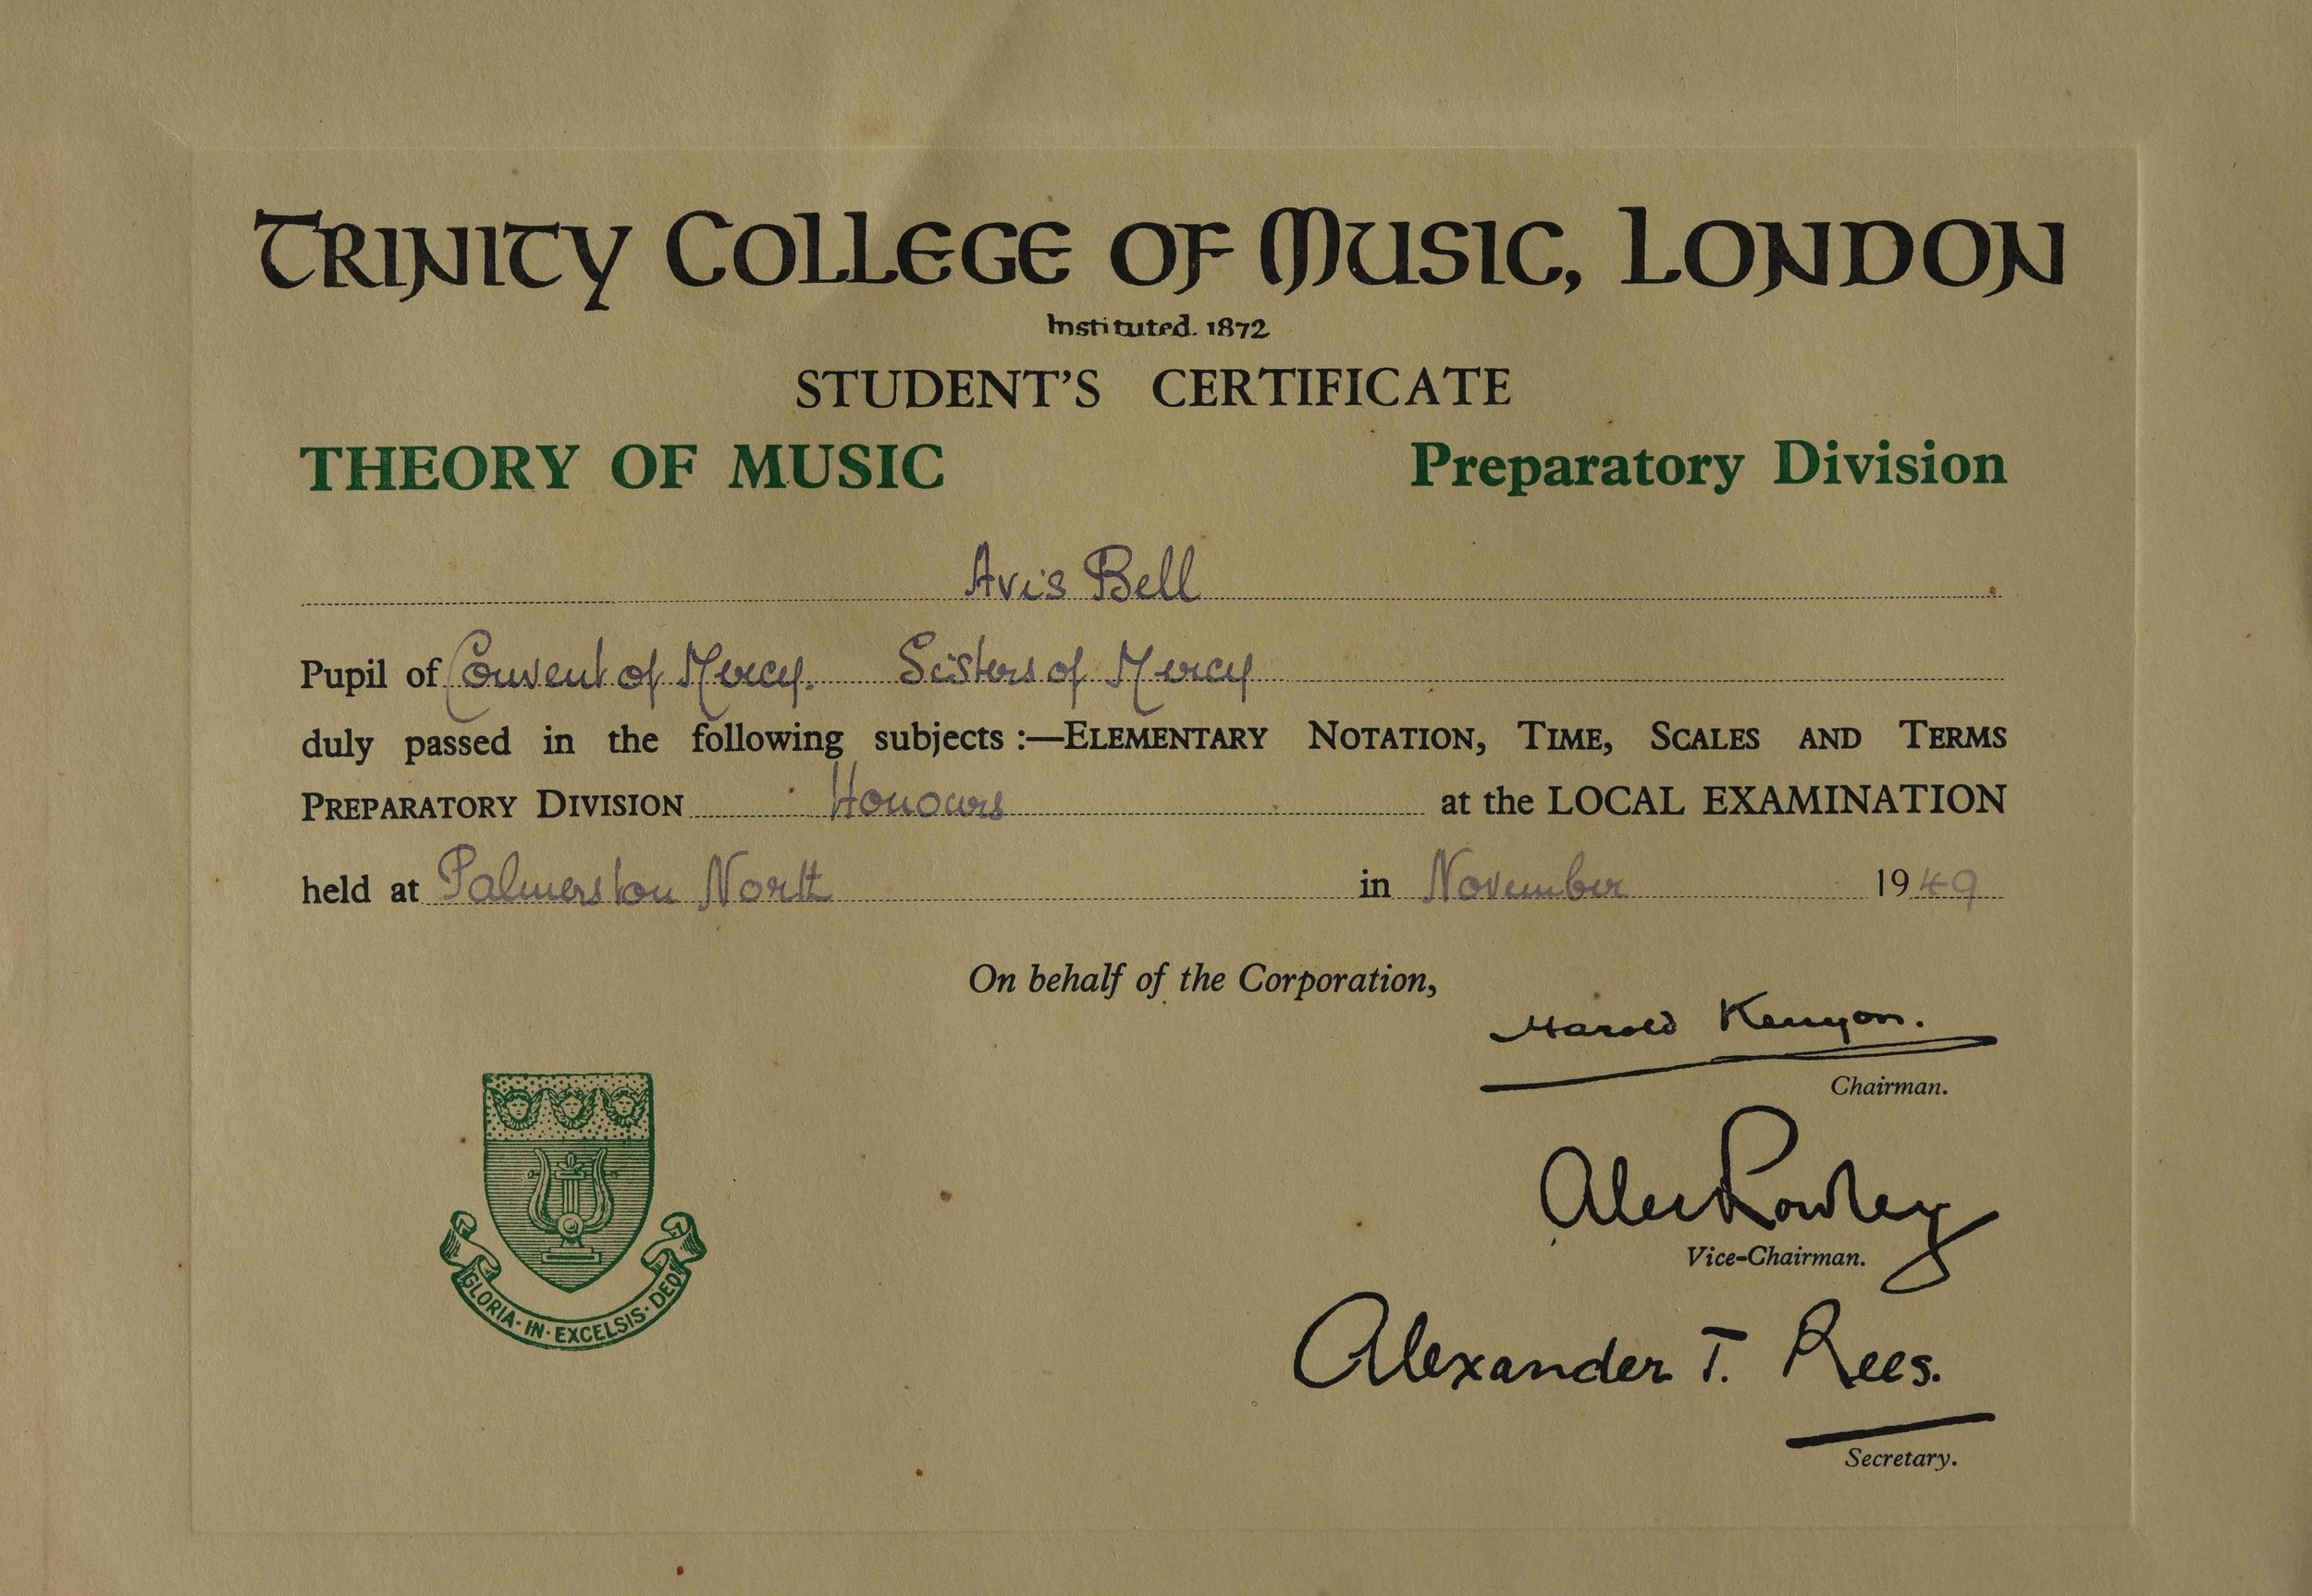 TRINITY COLLEGE OF MUSIC, LONDON
Instituted. 1872
STUDENT'S CERTIFICATE
THEORY OF MUSIC Preparatory Division
Avis Bell
Pupil of Convent of Mercy. Sisters of Mercy
duly passed in the following subjects :—ELEMENTARY NOTATION, TIME, SCALES AND TERMS
PREPARATORY DIVISION Honours at the LOCAL EXAMINATION
held at Palmerston North in November 1949
On behalf of the Corporation,
Harold Kenyon.
Chairman.
Alec Rowley
Vice-Chairman.
Alexander T. Rees.
Secretary.
GLORIA · IN · EXCELSIS · DEO